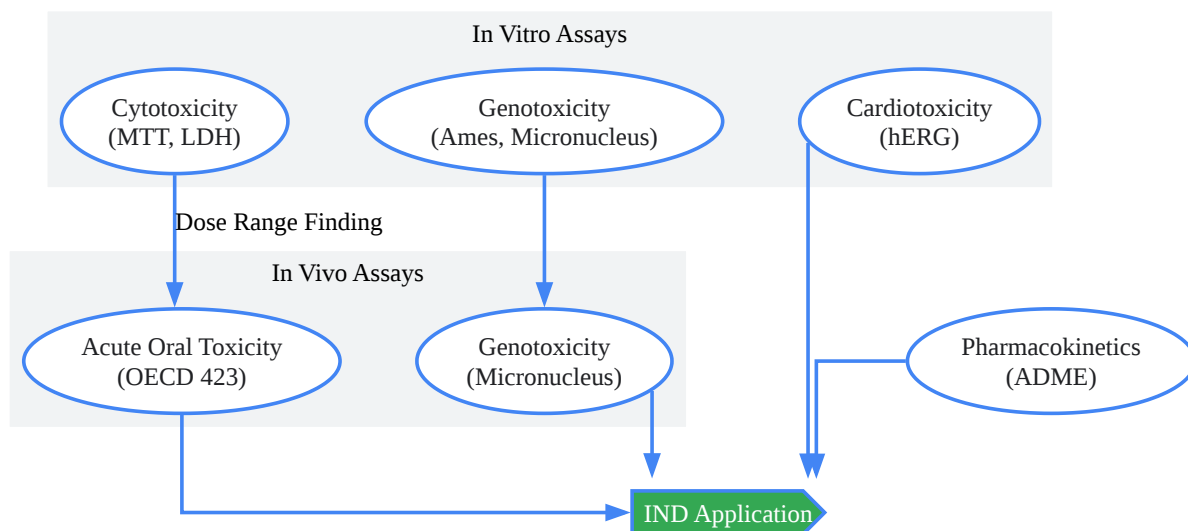 In Vitro Assays
Cytotoxicity
(MTT, LDH)
Genotoxicity
(Ames, Micronucleus)
Cardiotoxicity
(hERG)
Dose Range Finding
In Vivo Assays
Acute Oral Toxicity
(OECD 423)
Genotoxicity
(Micronucleus)
Pharmacokinetics
(ADME)
IND Application